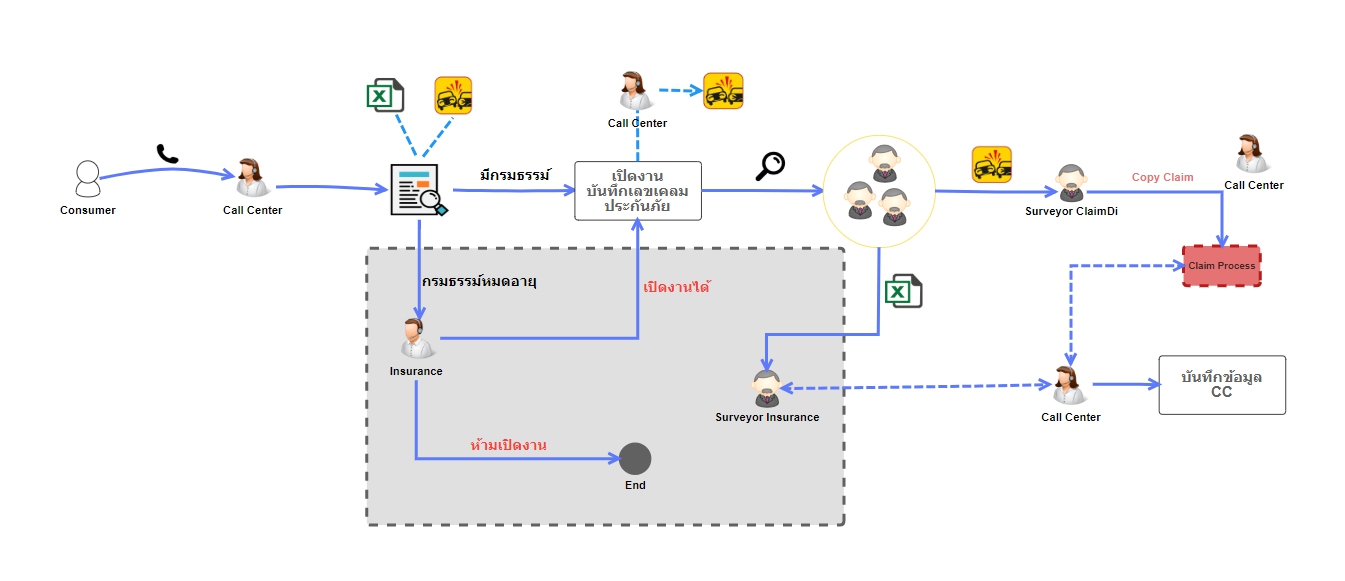 Call Center
มีกรมธรรม์
เปิดงาน
บันทึกเลขเคลม
ประกันภัย
Copy Claim
Call Center
Consumer
Call Center
Surveyor ClaimDi
Claim Process
กรมธรรม์หมดอายุ
เปิดงานได้
Insurance
Surveyor Insurance
Call Center
บันทึกข้อมูล
CC
ห้ามเปิดงาน
End